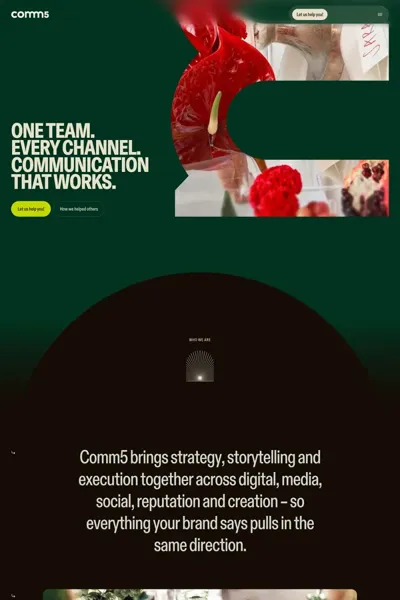 comm5
Let us help you!
ONE TEAM.
EVERY CHANNEL.
COMMUNICATION
THAT WORKS.
Let us help you!
How we helped others
WHO WE ARE
Comm5 brings strategy, storytelling and
execution together across digital, media,
social, reputation and creation – so
everything your brand says pulls in the
same direction.